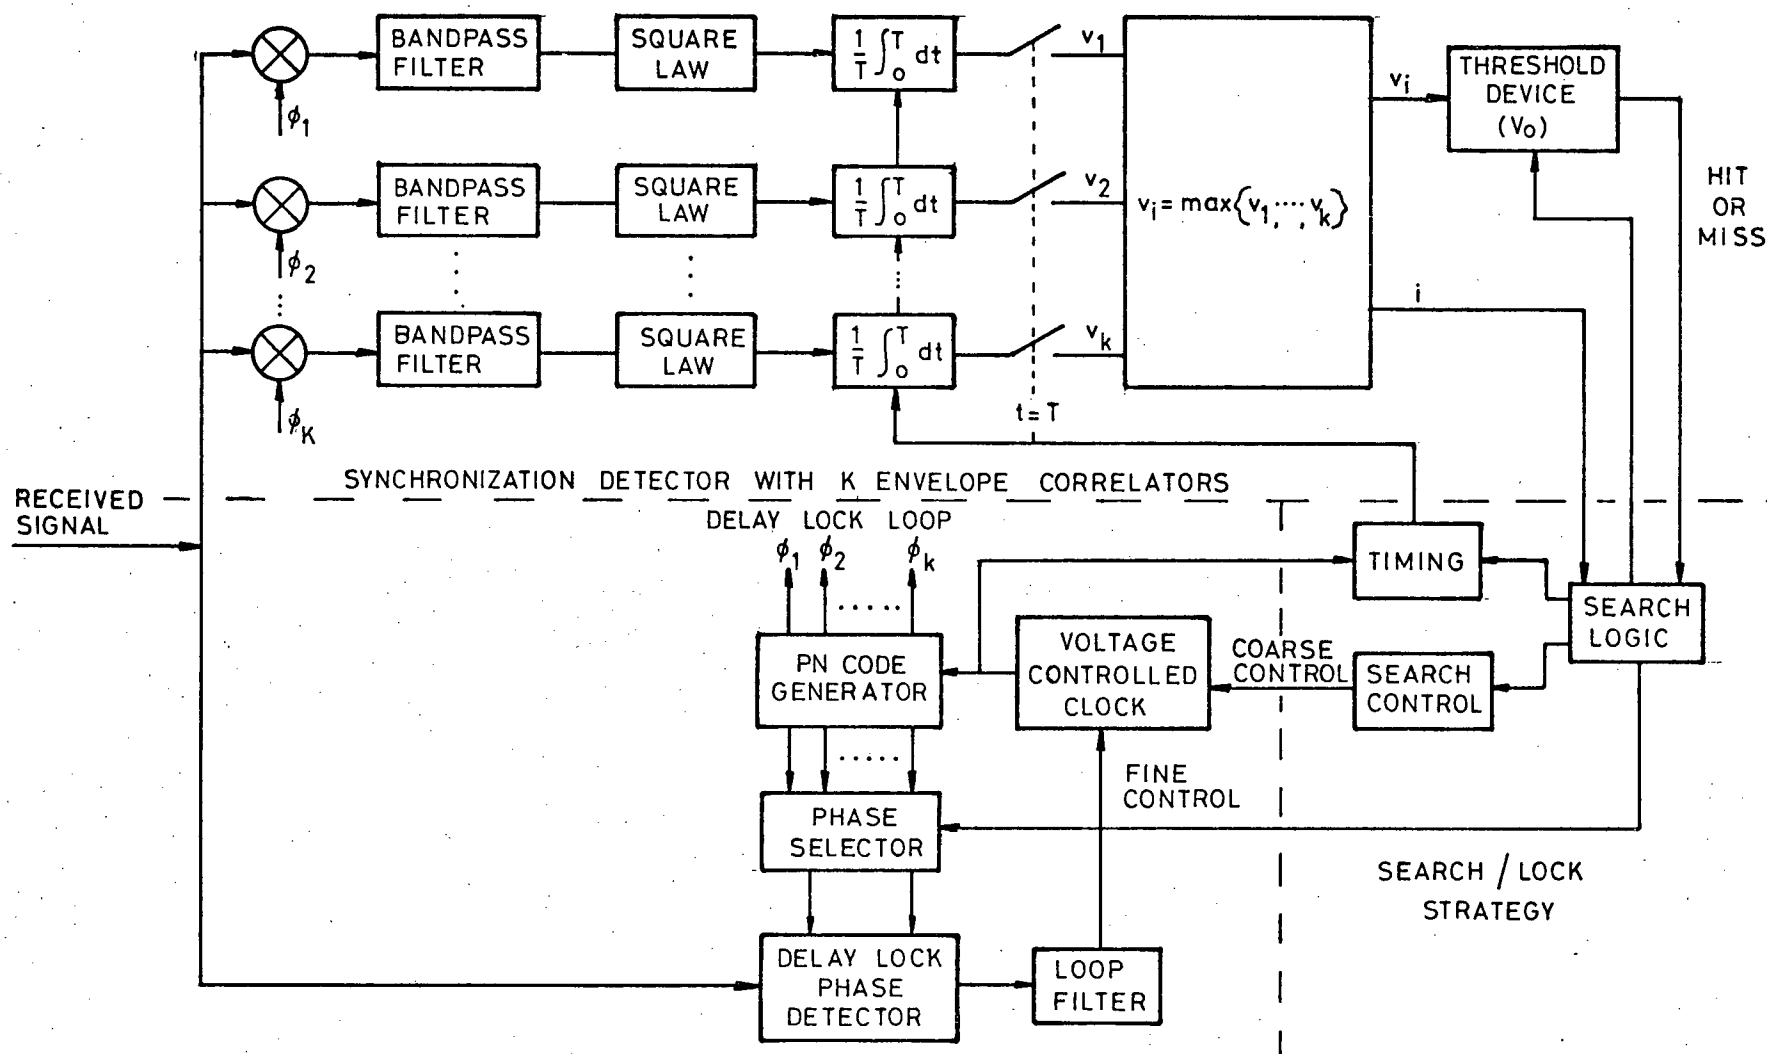 BANDPASS
FILTER
SQUARE
LAW
1/T ∫₀ᵀ dt
v₁
ϕ₁
vᵢ
THRESHOLD
DEVICE
(V₀)
BANDPASS
FILTER
SQUARE
LAW
1/T ∫₀ᵀ dt
v₂
ϕ₂
vᵢ = max{v₁, ..., vₖ}
HIT
OR
MISS
i
BANDPASS
FILTER
SQUARE
LAW
1/T ∫₀ᵀ dt
vₖ
ϕ_K
t = T
SYNCHRONIZATION DETECTOR WITH K ENVELOPE CORRELATORS
RECEIVED
SIGNAL
DELAY LOCK LOOP
ϕ₁ ϕ₂ ϕₖ
TIMING
SEARCH
LOGIC
PN CODE
GENERATOR
VOLTAGE
CONTROLLED
CLOCK
COARSE
CONTROL
SEARCH
CONTROL
FINE
CONTROL
PHASE
SELECTOR
SEARCH / LOCK
STRATEGY
DELAY LOCK
PHASE
DETECTOR
LOOP
FILTER